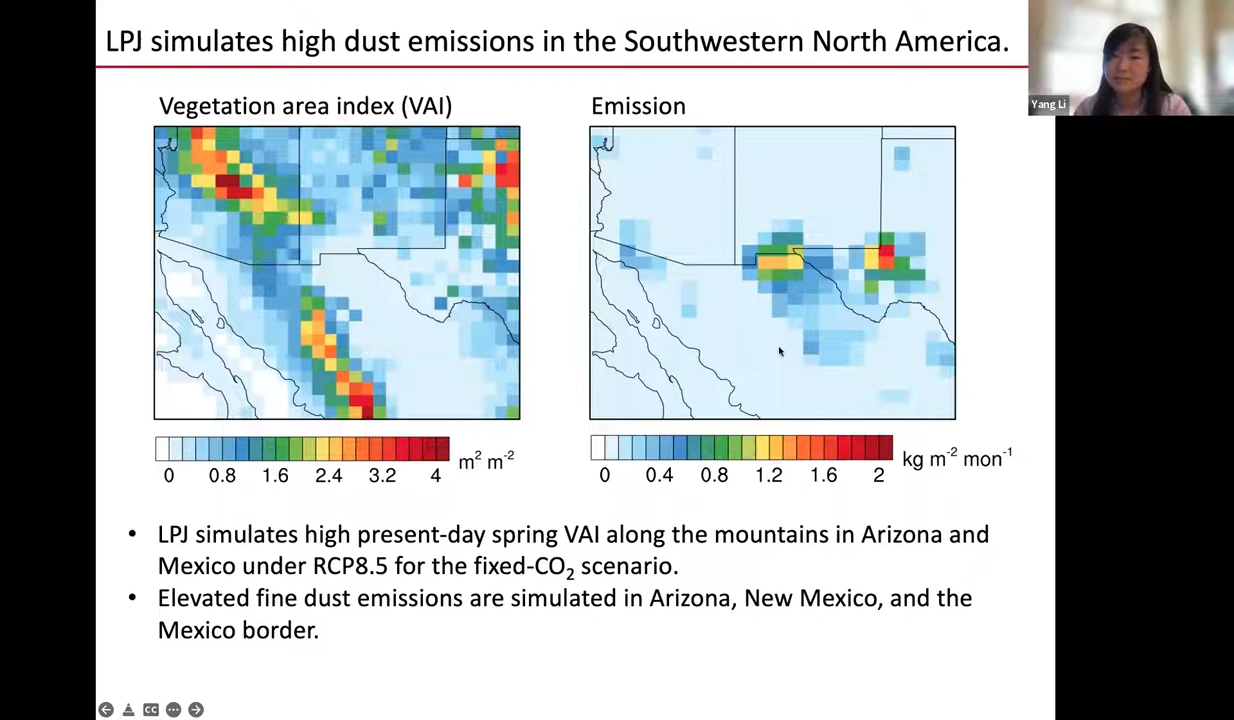 LPJ simulates high dust emissions in the Southwestern North America.
Yang Li
Vegetation area index (VAI)
Emission
0 0.8 1.6 2.4 3.2 4
m² m⁻²
0 0.4 0.8 1.2 1.6 2
kg m⁻² mon⁻¹
• LPJ simulates high present-day spring VAI along the mountains in Arizona and
Mexico under RCP8.5 for the fixed-CO₂ scenario.
• Elevated fine dust emissions are simulated in Arizona, New Mexico, and the
Mexico border.
CC